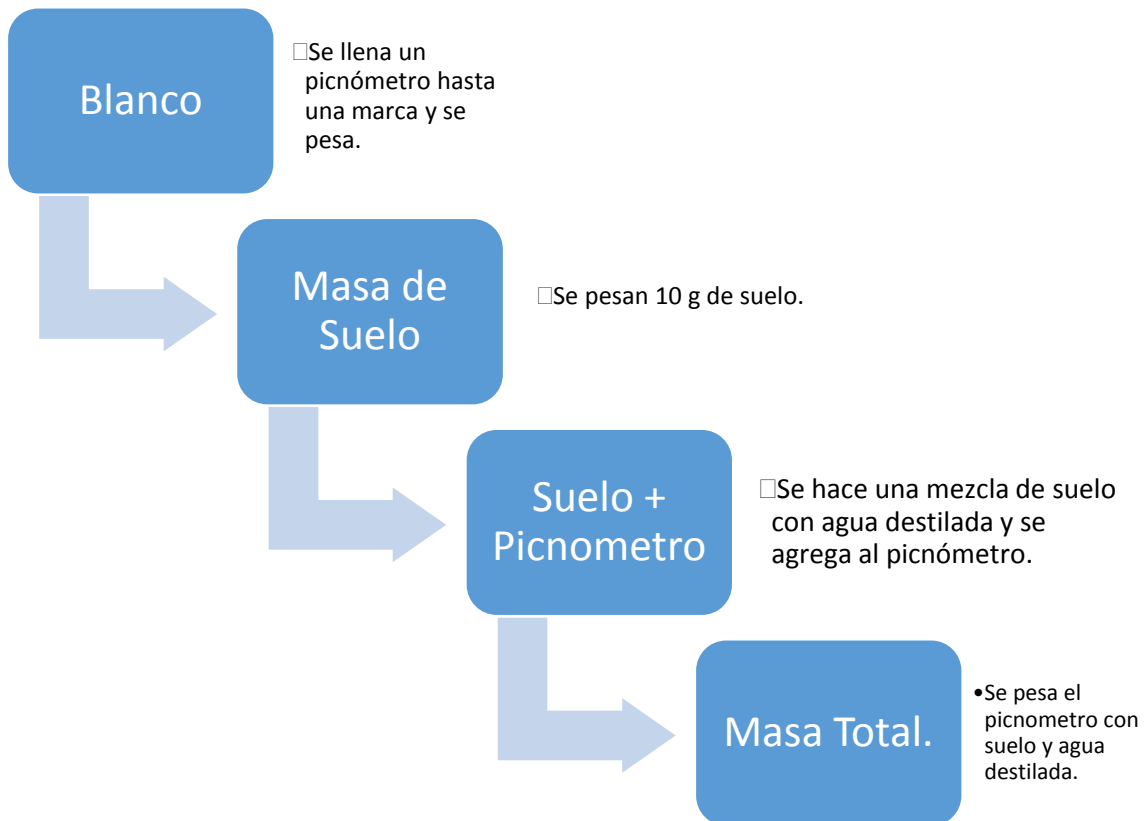 Blanco
□Se llena un
picnómetro hasta
una marca y se
pesa.
Masa de
Suelo
□Se pesan 10 g de suelo.
Suelo +
Picnometro
□Se hace una mezcla de suelo
con agua destilada y se
agrega al picnómetro.
Masa Total.
•Se pesa el
picnometro con
suelo y agua
destilada.